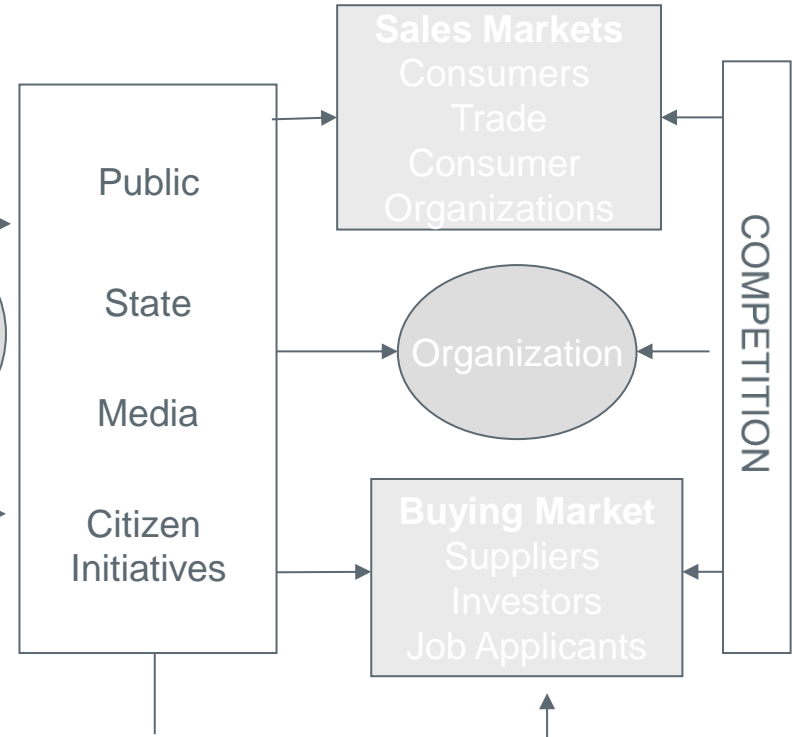 Public
State
Media
Citizen
Initiatives
Sales Markets
Consumers
Trade
Consumer
Organizations
Organization
Buying Market
Suppliers
Investors
Job Applicants
COMPETITION